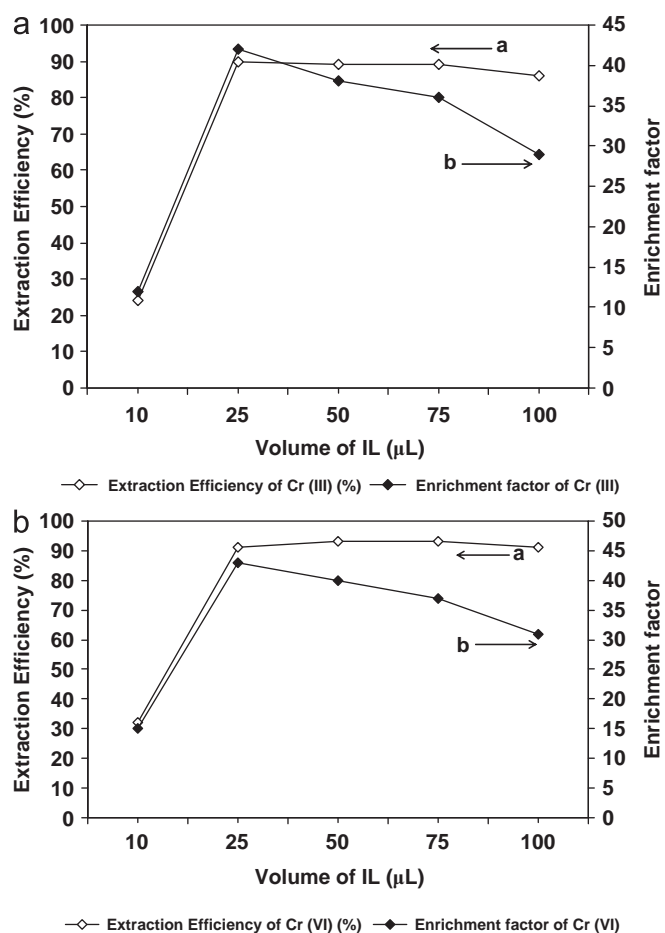 a
Extraction Efficiency (%)
100
90
80
70
60
50
40
30
20
10
0
45
40
35
30
25
20
15
10
5
0
Enrichment factor
a
b
10 25 50 75 100
Volume of IL (µL)
Extraction Efficiency of Cr (III) (%) Enrichment factor of Cr (III)
b
Extraction Efficiency (%)
100
90
80
70
60
50
40
30
20
10
0
50
45
40
35
30
25
20
15
10
5
0
Enrichment factor
a
b
10 25 50 75 100
Volume of IL (µL)
Extraction Efficiency of Cr (VI) (%) Enrichment factor of Cr (VI)